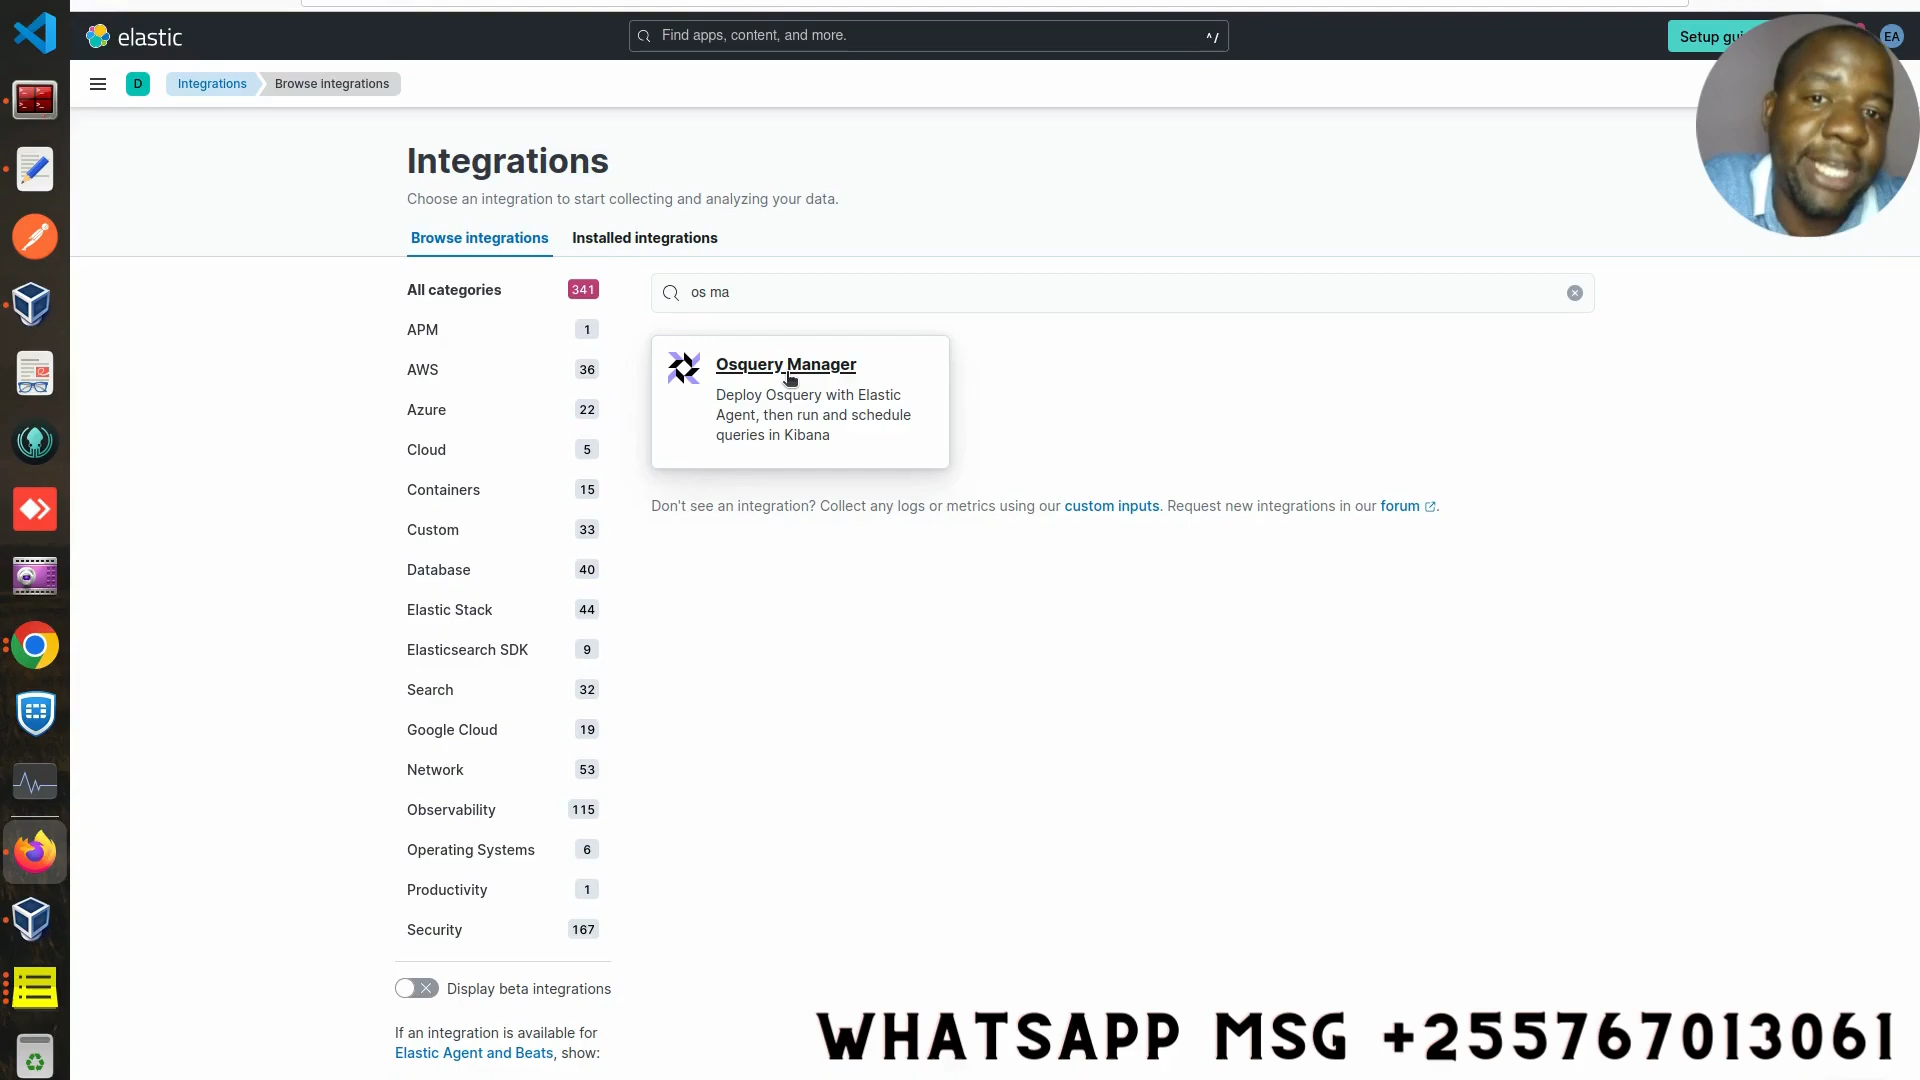 elastic
Find apps, content, and more.
^/
Setup gui
EA
D
Integrations
Browse integrations
Integrations
Choose an integration to start collecting and analyzing your data.
Browse integrations
Installed integrations
All categories 341
APM 1
AWS 36
Azure 22
Cloud 5
Containers 15
Custom 33
Database 40
Elastic Stack 44
Elasticsearch SDK 9
Search 32
Google Cloud 19
Network 53
Observability 115
Operating Systems 6
Productivity 1
Security 167
Display beta integrations
If an integration is available for
Elastic Agent and Beats, show:
os ma
Osquery Manager
Deploy Osquery with Elastic
Agent, then run and schedule
queries in Kibana
Don't see an integration? Collect any logs or metrics using our custom inputs. Request new integrations in our forum.
WHATSAPP MSG +255767013061